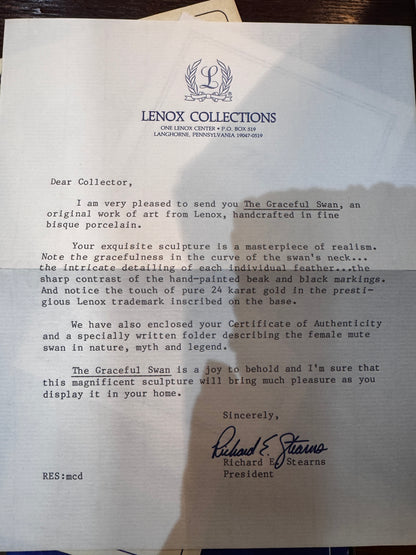 L
LENOX COLLECTIONS
ONE LENOX CENTER • P.O. BOX 519
LANGHORNE, PENNSYLVANIA 19047-0519
Dear Collector,
I am very pleased to send you The Graceful Swan, an
original work of art from Lenox, handcrafted in fine
bisque porcelain.
Your exquisite sculpture is a masterpiece of realism.
Note the gracefulness in the curve of the swan's neck...
the intricate detailing of each individual feather...the
sharp contrast of the hand-painted beak and black markings.
And notice the touch of pure 24 karat gold in the presti-
gious Lenox trademark inscribed on the base.
We have also enclosed your Certificate of Authenticity
and a specially written folder describing the female mute
swan in nature, myth and legend.
The Graceful Swan is a joy to behold and I'm sure that
this magnificent sculpture will bring much pleasure as you
display it in your home.
Sincerely,
Richard E. Stearns
Richard E. Stearns
President
RES:mcd